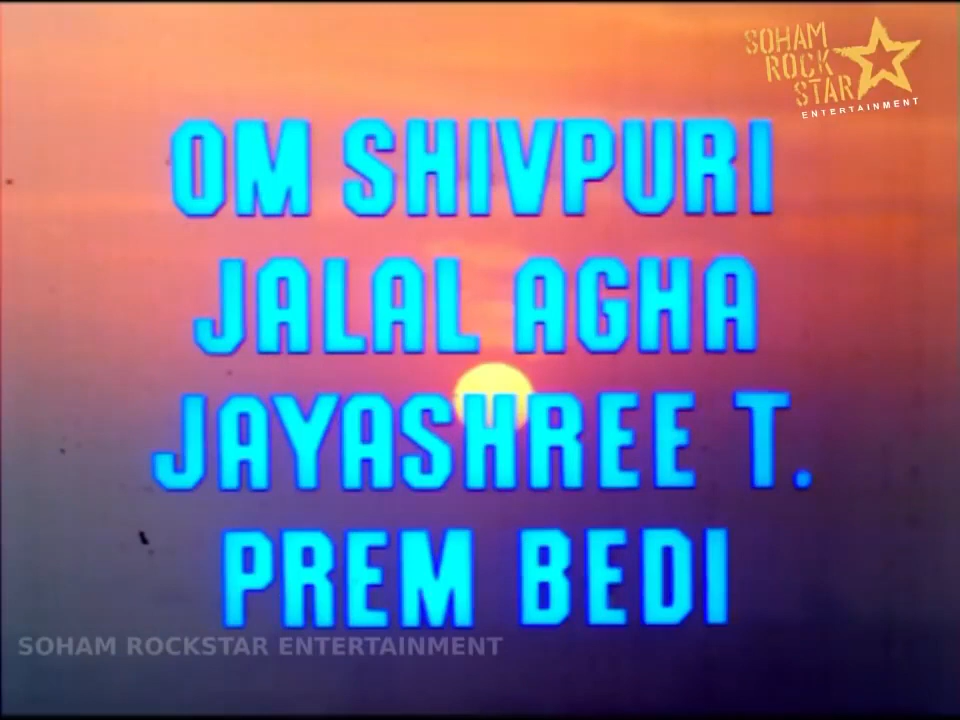 SOHAM
ROCK
STAR
ENTERTAINMENT
OM SHIVPURI
JALAL AGHA
JAYASHREE T.
PREM BEDI
SOHAM ROCKSTAR ENTERTAINMENT